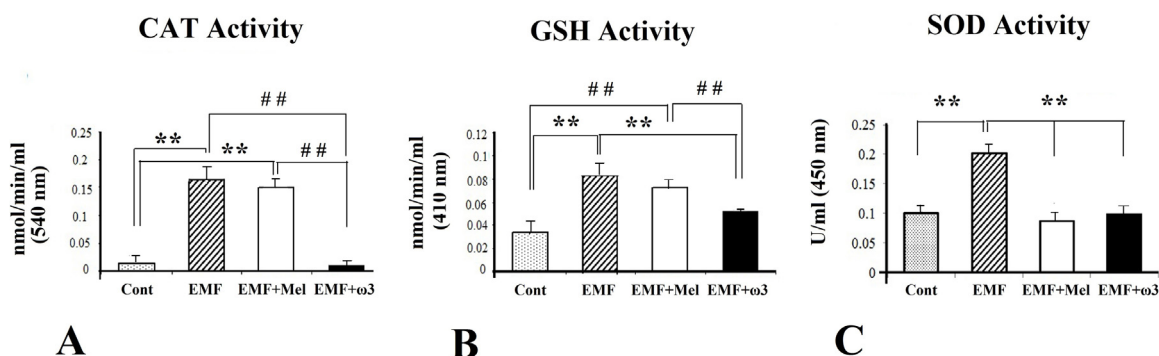 CAT Activity
nmol/min/ml
(540 nm)
0.25
0.2
0.15
0.1
0.05
0
**
**
##
##
Cont
EMF
EMF+Mel
EMF+ω3
A
GSH Activity
nmol/min/ml
(410 nm)
0.12
0.1
0.08
0.06
0.04
0.02
0
##
##
**
**
Cont
EMF
EMF+Mel
EMF+ω3
B
SOD Activity
U/ml (450 nm)
0.25
0.2
0.15
0.1
0.05
0
**
**
Cont
EMF
EMF+Mel
EMF+ω3
C